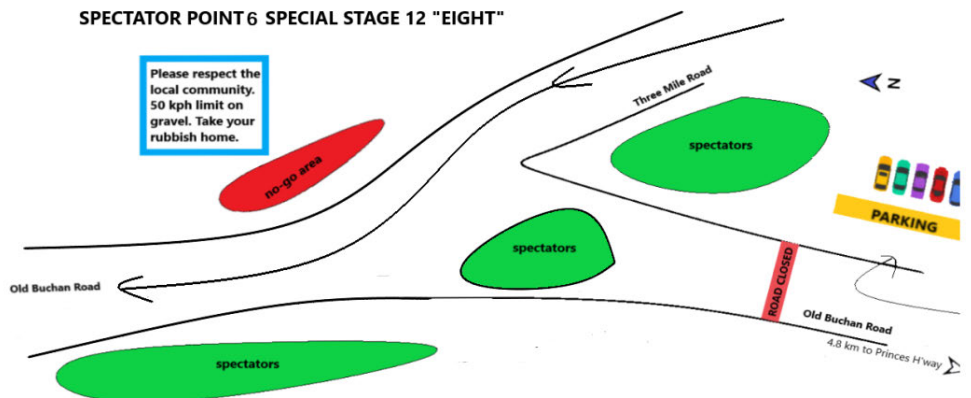 SPECTATOR POINT 6 SPECIAL STAGE 12 "EIGHT"
Please respect the
local community.
50 kph limit on
gravel. Take your
rubbish home.
Three Mile Road
N
spectators
no-go area
PARKING
spectators
ROAD CLOSED
Old Buchan Road
Old Buchan Road
4.8 km to Princes H'way
spectators